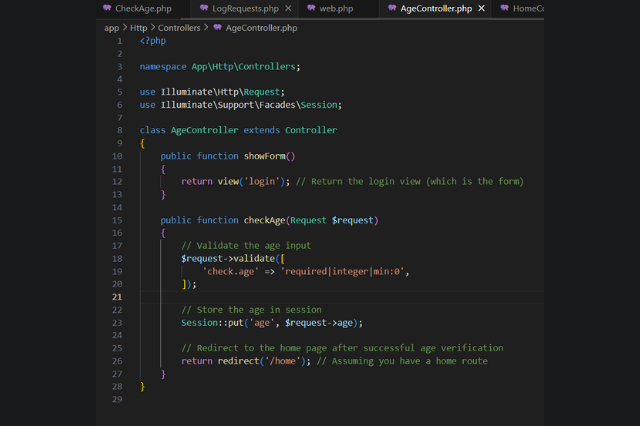 CheckAge.php LogRequests.php × web.php AgeController.php × HomeCo
app > Http > Controllers > AgeController.php
1 <?php
2
3 namespace App\Http\Controllers;
4
5 use Illuminate\Http\Request;
6 use Illuminate\Support\Facades\Session;
7
8 class AgeController extends Controller
9 {
10 public function showForm()
11 {
12 return view('login'); // Return the login view (which is the form)
13 }
14
15 public function checkAge(Request $request)
16 {
17 // Validate the age input
18 $request->validate([
19 'check.age' => 'required|integer|min:0',
20 ]);
21
22 // Store the age in session
23 Session::put('age', $request->age);
24
25 // Redirect to the home page after successful age verification
26 return redirect('/home'); // Assuming you have a home route
27 }
28 }
29